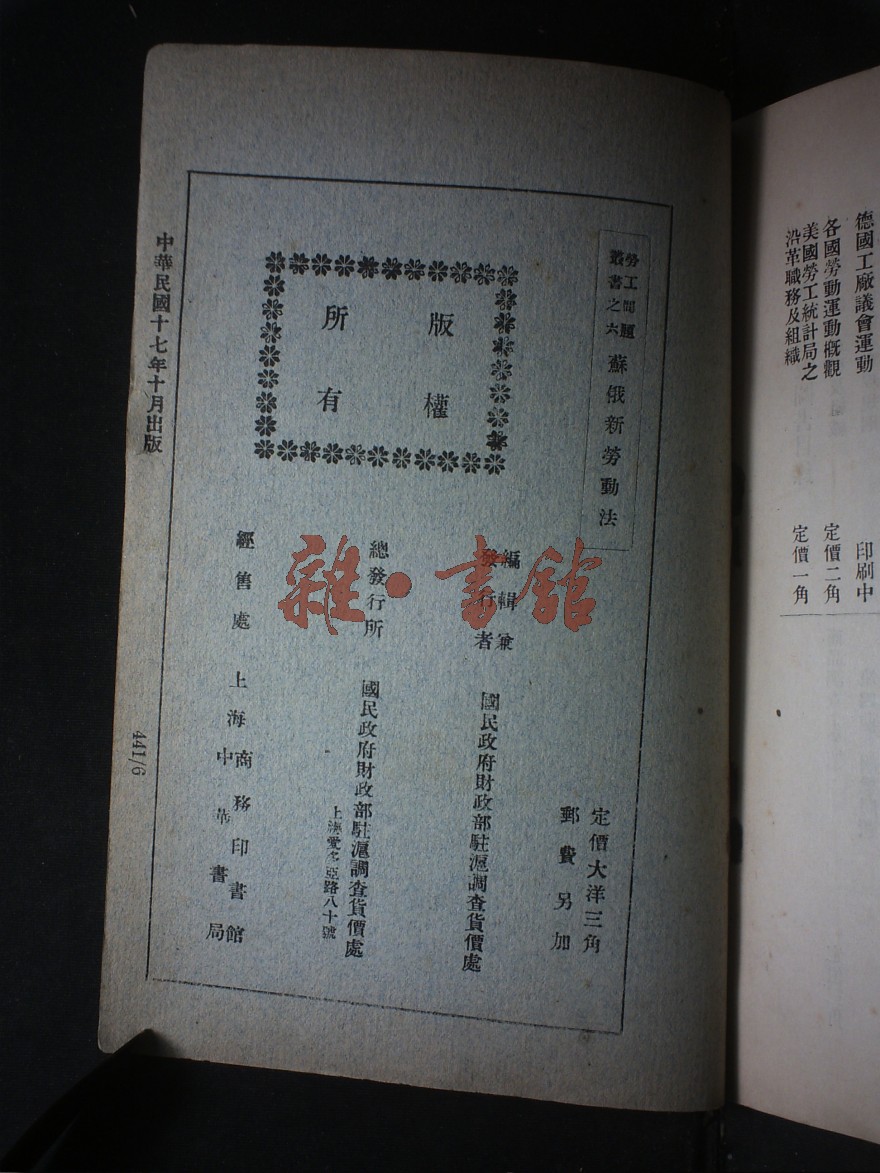 德國工廠議會運動　印刷中
各國勞動運動概觀　定價二角
美國勞工統計局之
沿革職務及組織　定價一角
勞工問題
叢書之六
蘇俄新勞動法
版權
所有
定價大洋三角
郵費另加
編輯兼
發行者
國民政府財政部駐滬調查貨價處
總發行所
國民政府財政部駐滬調查貨價處
上海愛多亞路八十號
經售處
上海商務印書館
中華書局
中華民國十七年十月出版
441/6
雜·書館